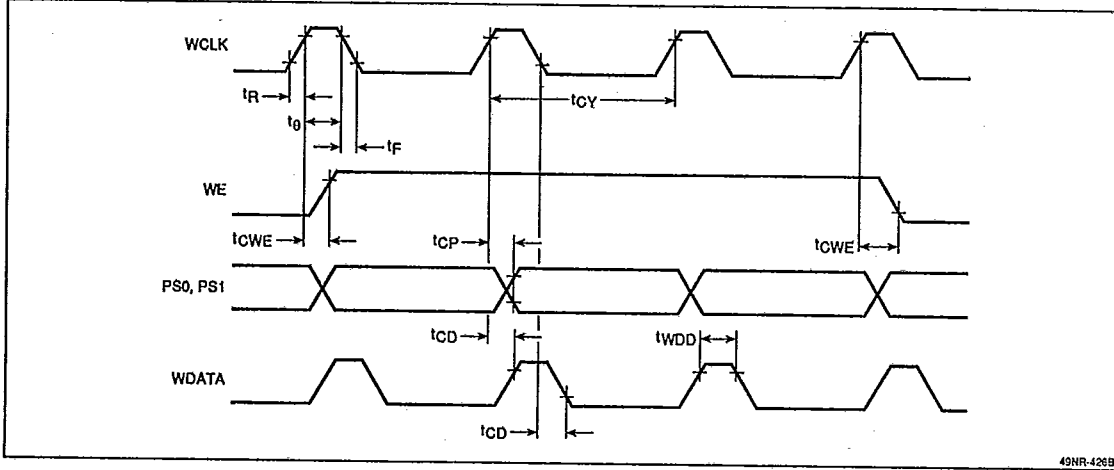 WCLK
tR
tCY
tθ
tF
WE
tCWE
tCP
tCWE
PS0, PS1
tCD
tWDD
WDATA
tCD
49NR-426B